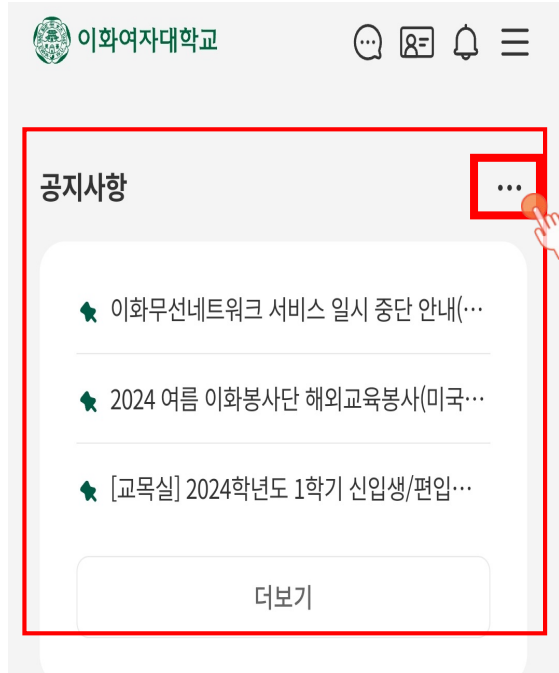 이화여자대학교
공지사항
이화무선네트워크 서비스 일시 중단 안내(…
2024 여름 이화봉사단 해외교육봉사(미국…
[교목실] 2024학년도 1학기 신입생/편입…
더보기